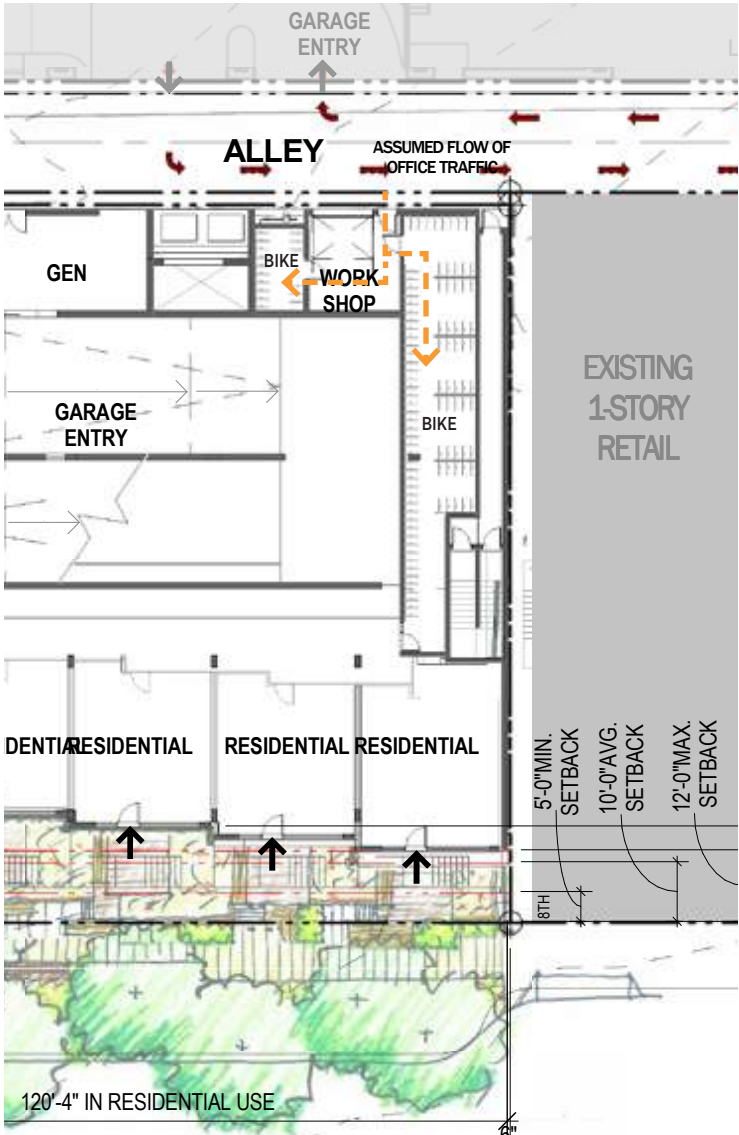 GARAGE
ENTRY
L
ALLEY
ASSUMED FLOW OF
OFFICE TRAFFIC
GEN
BIKE
WORK
SHOP
EXISTING
1-STORY
RETAIL
GARAGE
ENTRY
BIKE
DENTIA
RESIDENTIAL
RESIDENTIAL
RESIDENTIAL
5'-0"MIN.
SETBACK
10'-0"AVG.
SETBACK
12'-0"MAX.
SETBACK
8TH
120'-4" IN RESIDENTIAL USE